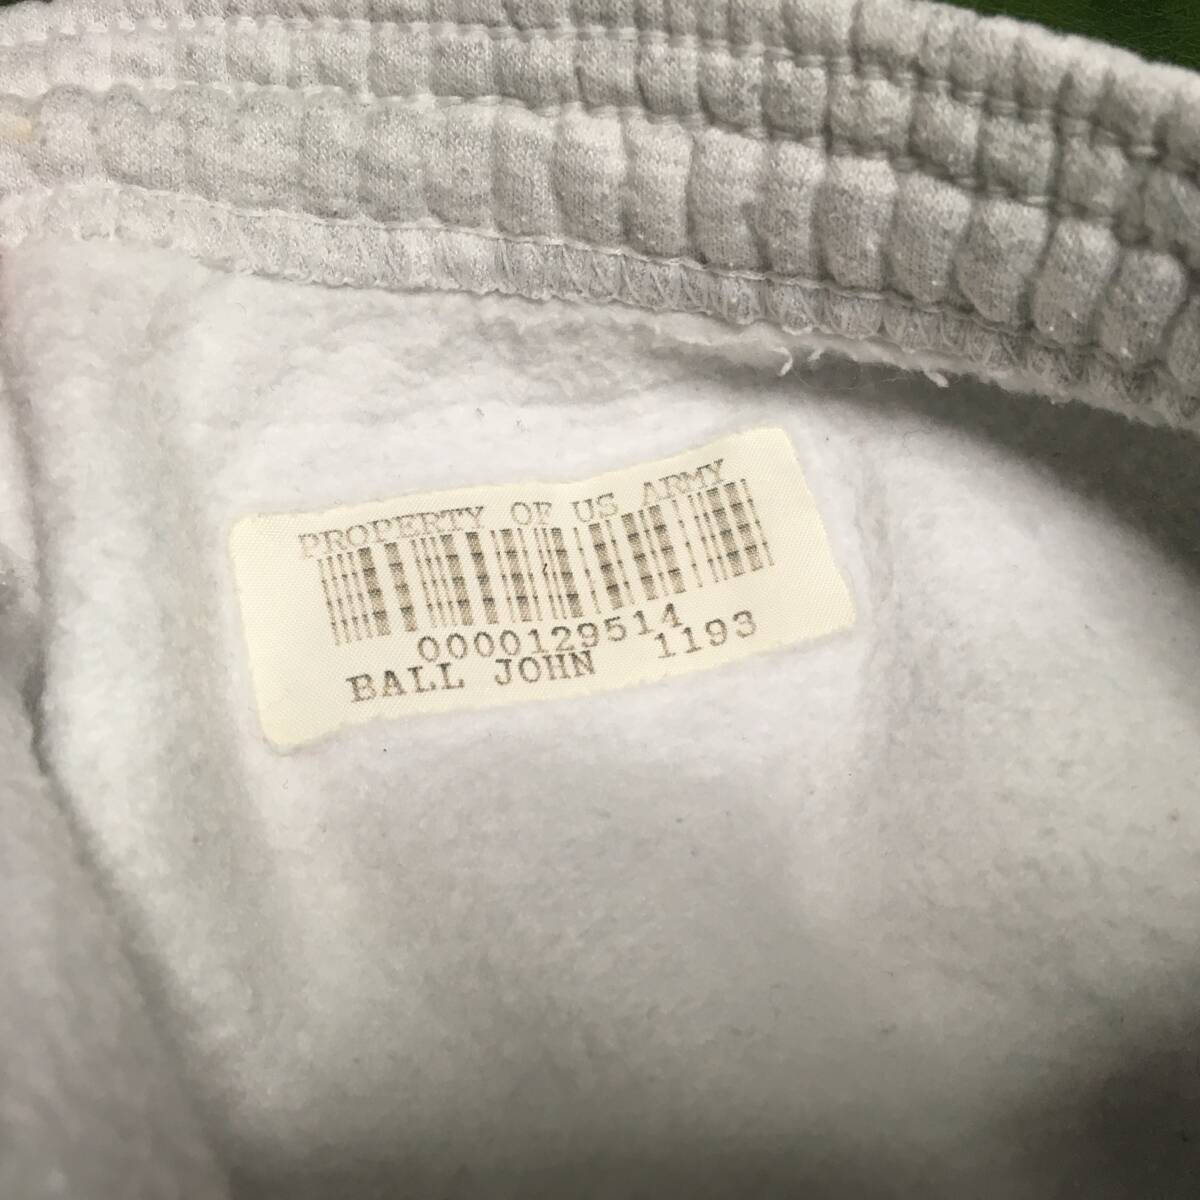 PROPERTY OF US ARMY
0000129514
BALL JOHN 1193